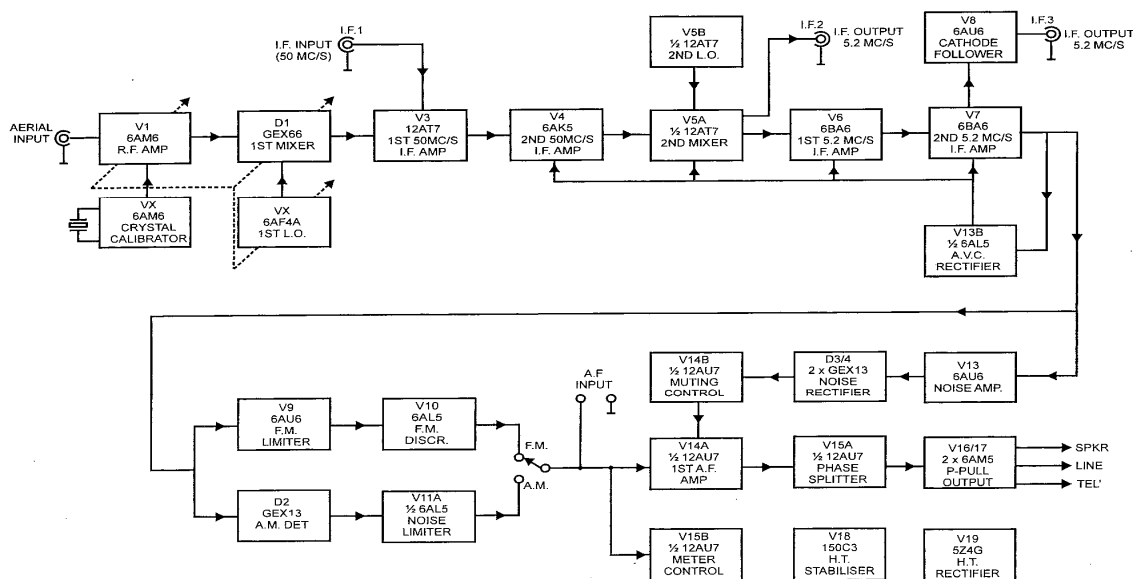 I.F.1
I.F. INPUT
(50 MC/S)
V5B
½ 12AT7
2ND L.O.
I.F.2
I.F. OUTPUT
5.2 MC/S
V8
6AU6
CATHODE
FOLLOWER
I.F.3
I.F. OUTPUT
5.2 MC/S
AERIAL
INPUT
V1
6AM6
R.F. AMP
D1
GEX66
1ST MIXER
V3
12AT7
1ST 50MC/S
I.F. AMP
V4
6AK5
2ND 50MC/S
I.F. AMP
V5A
½ 12AT7
2ND MIXER
V6
6BA6
1ST 5.2 MC/S
I.F. AMP
V7
6BA6
2ND 5.2 MC/S
I.F. AMP
VX
6AM6
CRYSTAL
CALIBRATOR
VX
6AF4A
1ST L.O.
V13B
½ 6AL5
A.V.C.
RECTIFIER
A.F
INPUT
V14B
½ 12AU7
MUTING
CONTROL
D3/4
2 x GEX13
NOISE
RECTIFIER
V13
6AU6
NOISE AMP.
V9
6AU6
F.M.
LIMITER
V10
6AL5
F.M.
DISCR.
F.M.
A.M.
V14A
½ 12AU7
1ST A.F.
AMP
V15A
½ 12AU7
PHASE
SPLITTER
V16/17
2 x 6AM5
P-PULL
OUTPUT
SPKR
LINE
TEL'
D2
GEX13
A.M. DET
V11A
½ 6AL5
NOISE
LIMITER
V15B
½ 12AU7
METER
CONTROL
V18
150C3
H.T.
STABILISER
V19
5Z4G
H.T.
RECTIFIER